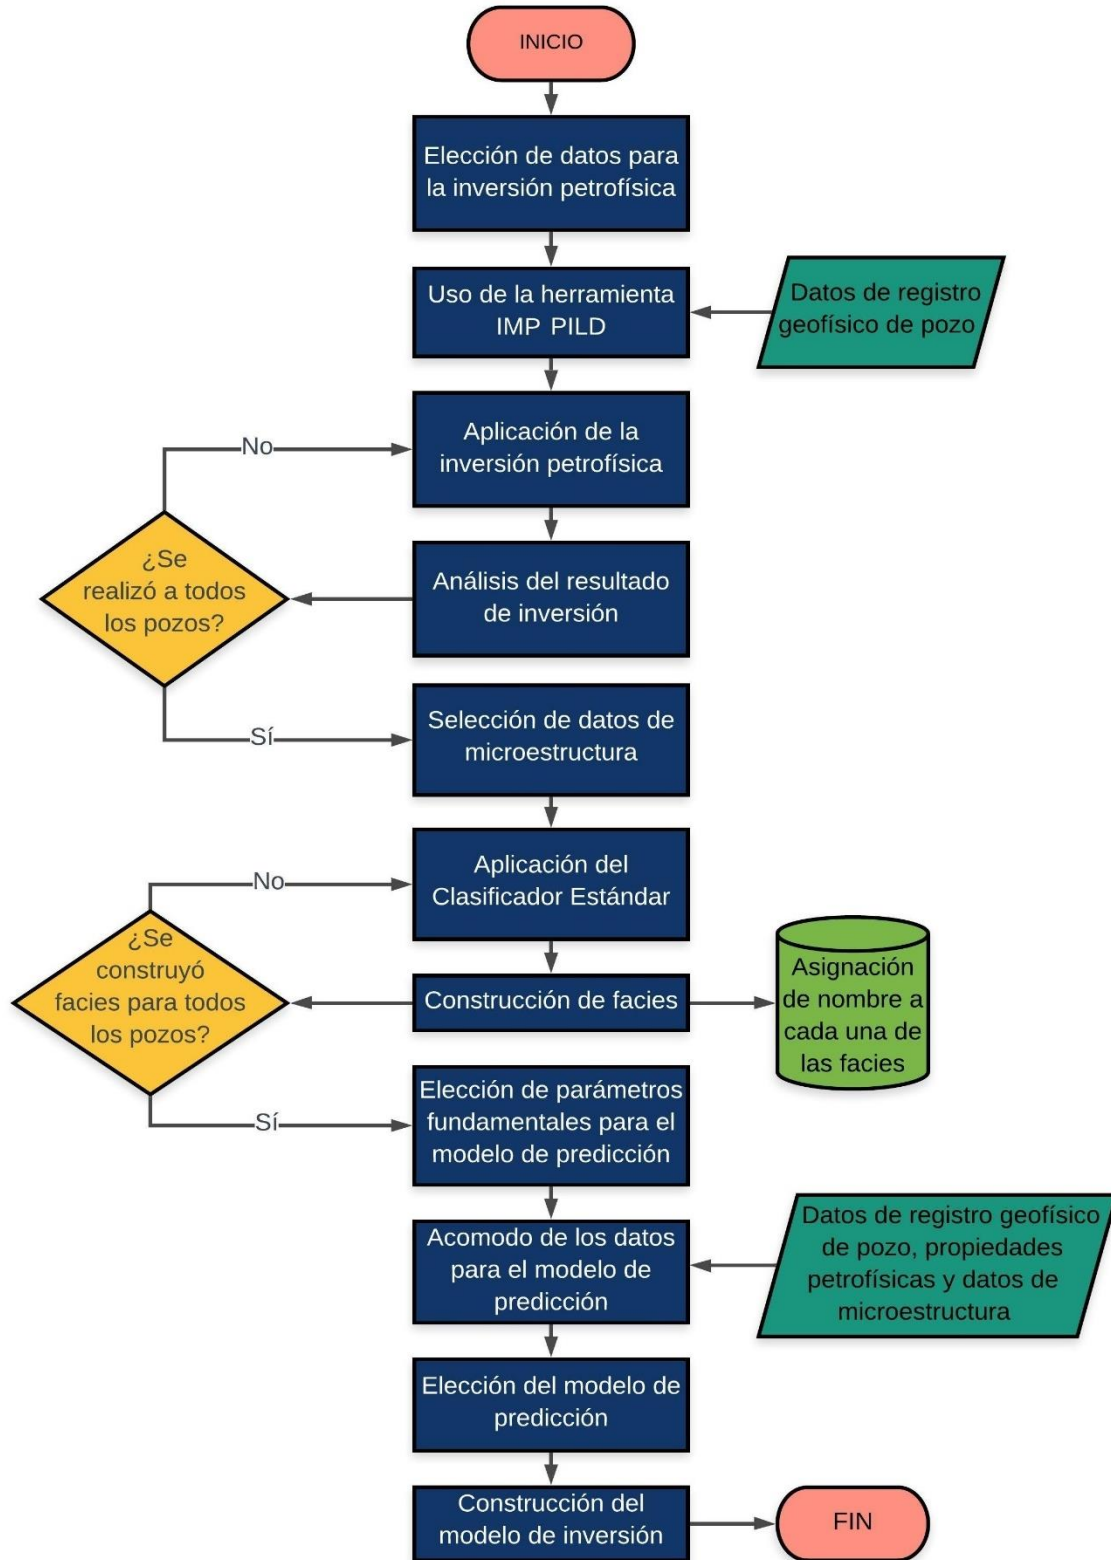 INICIO
Elección de datos para
la inversión petrofísica
Uso de la herramienta
IMP PILD
Datos de registro
geofísico de pozo
No
Aplicación de la
inversión petrofísica
¿Se
realizó a todos
los pozos?
Análisis del resultado
de inversión
Sí
Selección de datos de
microestructura
No
Aplicación del
Clasificador Estándar
¿Se
construyó
facies para todos
los pozos?
Construcción de facies
Asignación
de nombre a
cada una de
las facies
Sí
Elección de parámetros
fundamentales para el
modelo de predicción
Acomodo de los datos
para el modelo de
predicción
Datos de registro geofísico
de pozo, propiedades
petrofísicas y datos de
microestructura
Elección del modelo de
predicción
Construcción del
modelo de inversión
FIN